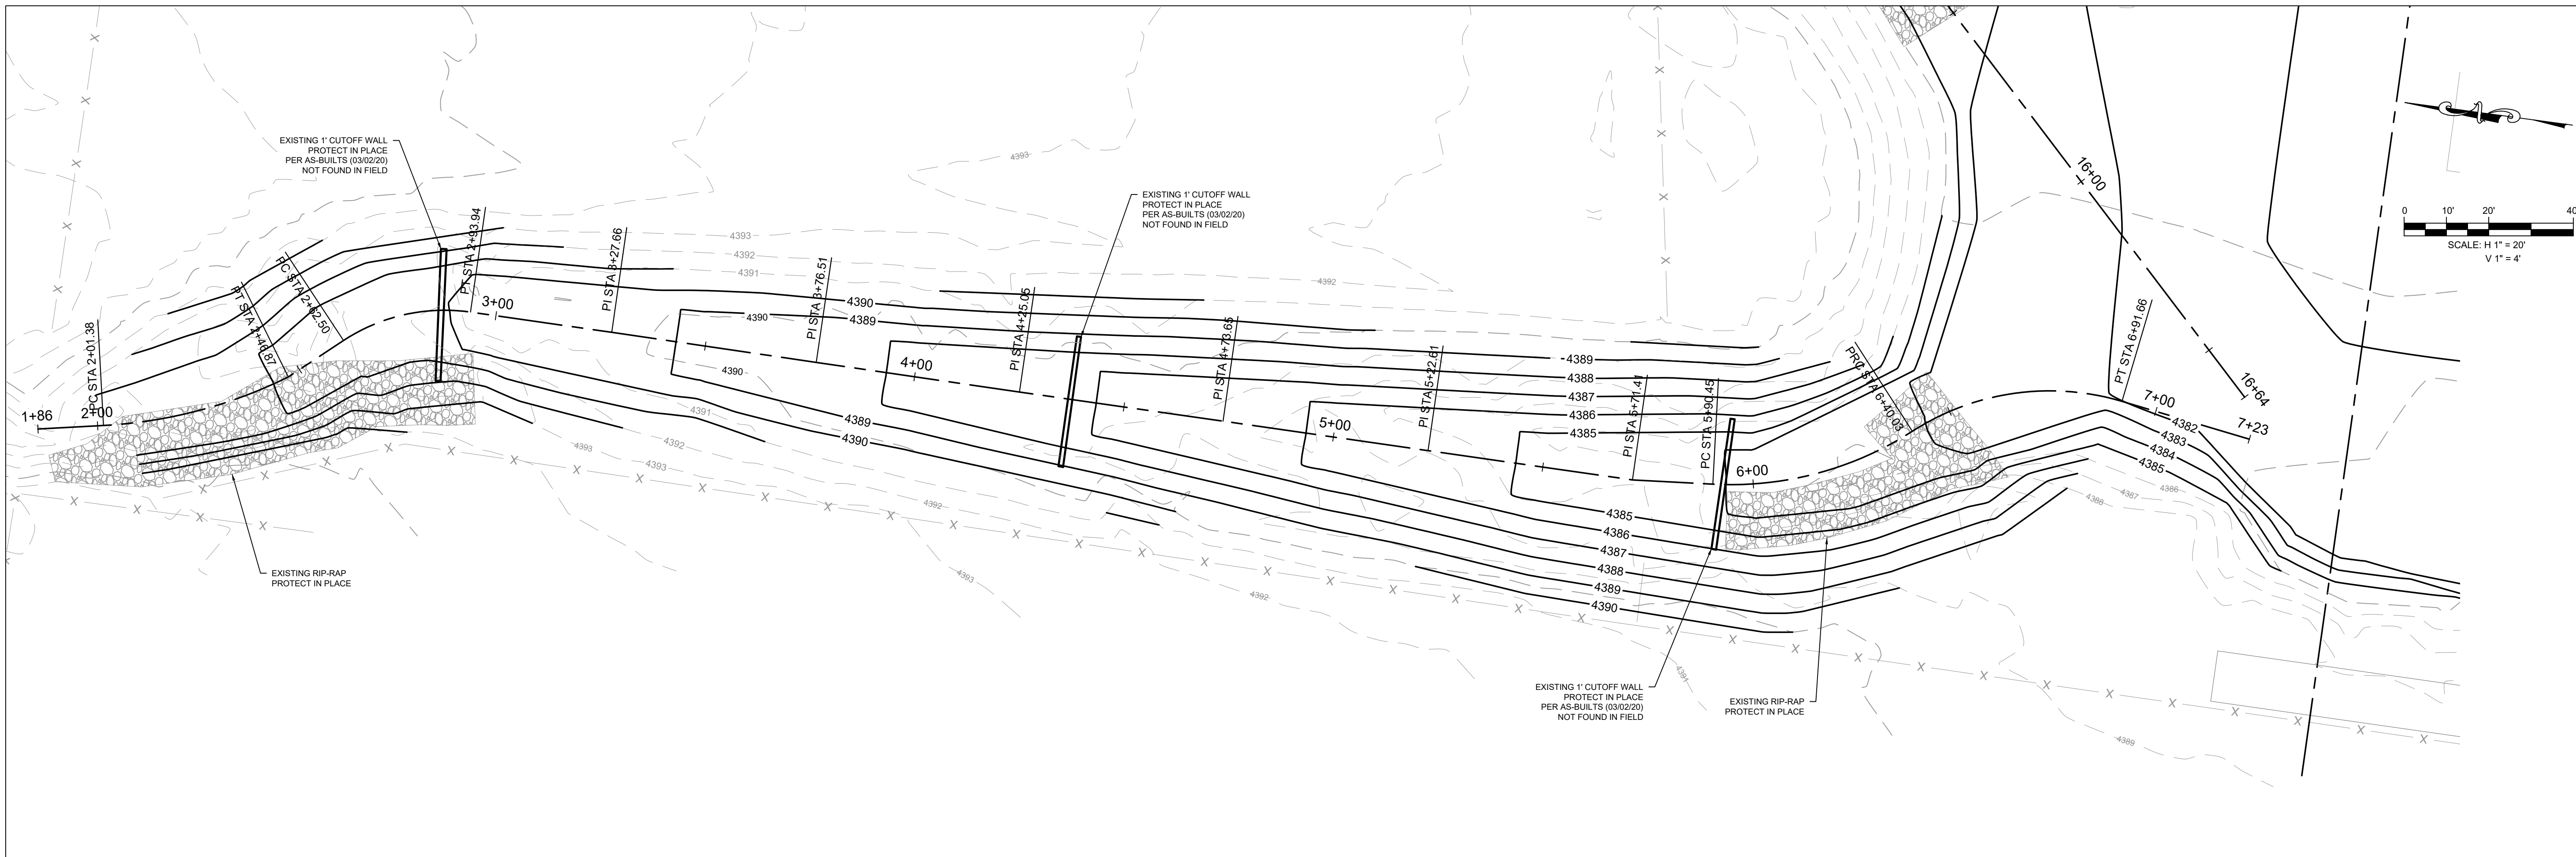 EXISTING 1' CUTOFF WALL
PROTECT IN PLACE
PER AS-BUILTS (03/02/20)
NOT FOUND IN FIELD
EXISTING 1' CUTOFF WALL
PROTECT IN PLACE
PER AS-BUILTS (03/02/20)
NOT FOUND IN FIELD
4393
16+00
0 10' 20' 40'
SCALE: H 1" = 20'
V 1" = 4'
PT STA 2+93.94
PC STA 2+62.50
PT STA 2+46.87
PC STA 2+01.38
PI STA 3+27.66
PI STA 3+76.51
PI STA 4+25.05
PI STA 4+73.65
PI STA 5+22.61
PI STA 5+71.41
PC STA 5+90.45
PRC STA 6+40.03
PT STA 6+91.66
4393
4392
4391
4392
3+00
4390
4390
4389
4390
4+00
4389
4388
4387
4386
4385
16+64
1+86
2+00
4391
4389
4390
5+00
7+00
4382
7+23
4383
4384
4385
4393
4392
4393
6+00
4388
4387
4386
4392
4385
4386
4387
4388
4389
4390
EXISTING RIP-RAP
PROTECT IN PLACE
4393
4392
4391
EXISTING 1' CUTOFF WALL
PROTECT IN PLACE
PER AS-BUILTS (03/02/20)
NOT FOUND IN FIELD
EXISTING RIP-RAP
PROTECT IN PLACE
4389
X X X X X X X X X X X X X X X X X X X X X X X X X X X X X X X X X X X X X X X X X X X X